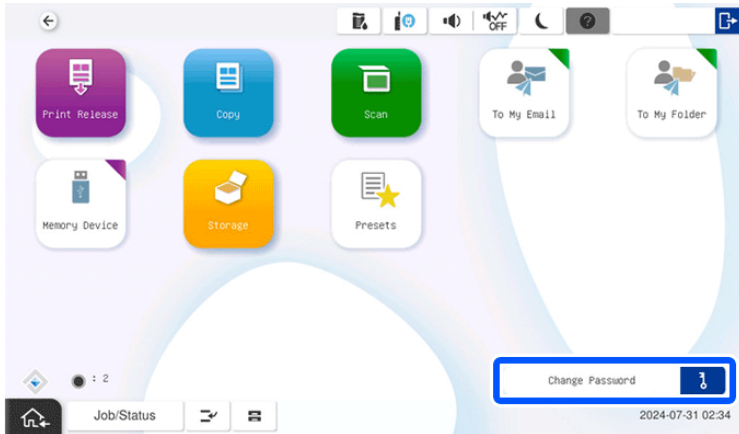 OFF
?
Print Release
Copy
Scan
To My Email
To My Folder
Memory Device
Storage
Presets
: 2
Change Password
Job/Status
2024-07-31 02:34